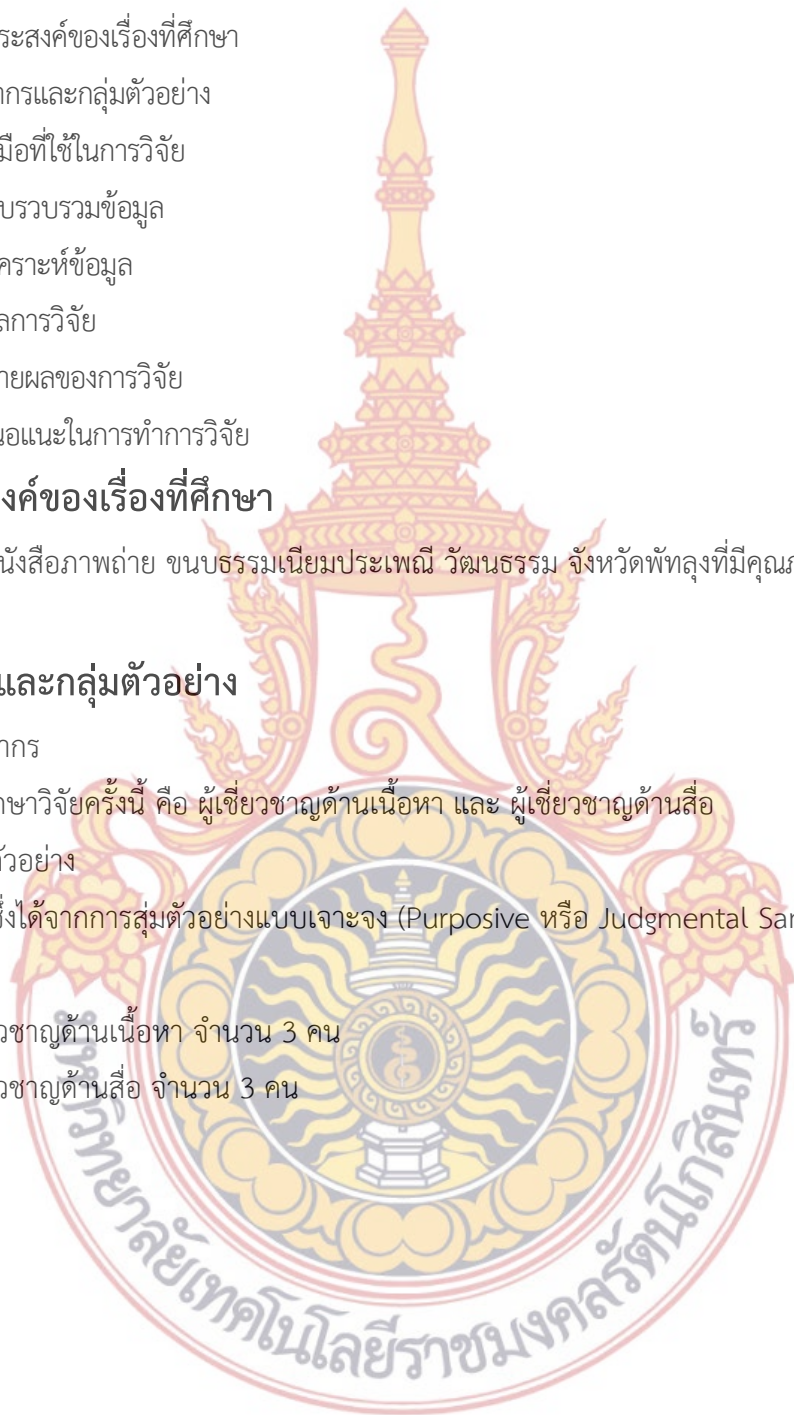 ระสงค์ของเรื่องที่ศึกษา
ากรและกลุ่มตัวอย่าง
มือที่ใช้ในการวิจัย
บรวบรวมข้อมูล
คราะห์ข้อมูล
ลการวิจัย
ายผลของการวิจัย
นอแนะในการทำการวิจัย
งค์ของเรื่องที่ศึกษา
นังสือภาพถ่าย ขนบธรรมเนียมประเพณี วัฒนธรรม จังหวัดพัทลุงที่มีคุณภ
และกลุ่มตัวอย่าง
ากร
กษาวิจัยครั้งนี้ คือ ผู้เชี่ยวชาญด้านเนื้อหา และ ผู้เชี่ยวชาญด้านสื่อ
ตัวอย่าง
ซึ่งได้จากการสุ่มตัวอย่างแบบเจาะจง (Purposive หรือ Judgmental Sar
วชาญด้านเนื้อหา จำนวน 3 คน
วชาญด้านสื่อ จำนวน 3 คน
มหาวิทยาลัยเทคโนโลยีราชมงคลรัตนโกสินทร์